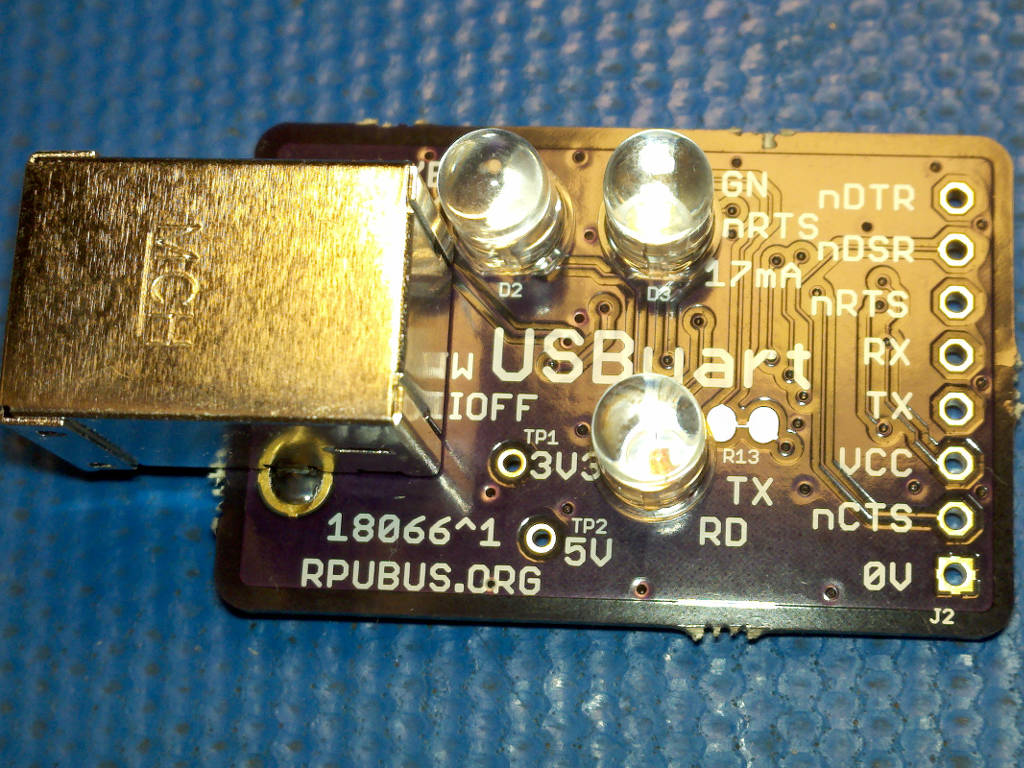 MCH
GN
nRTS
17mA
D2
D3
USBuart
W
IOFF
TP1
3V3
TP2
5V
R13
TX
RD
18066^1
RPUBUS.ORG
nDTR
nDSR
nRTS
RX
TX
VCC
nCTS
0V
J2